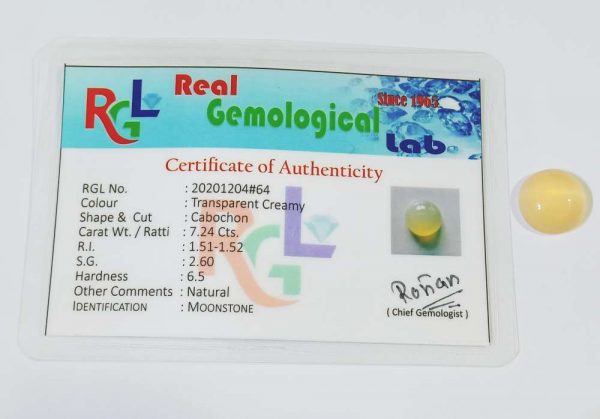 RGL
Real
Gemological
Since 1965
Lab
Certificate of Authenticity
RGL No. : 20201204#64
Colour : Transparent Creamy
Shape & Cut : Cabochon
Carat Wt. / Ratti : 7.24 Cts.
R.I. : 1.51-1.52
S.G. : 2.60
Hardness : 6.5
Other Comments : Natural
IDENTIFICATION : MOONSTONE
RGL
Rohan
( Chief Gemologist )